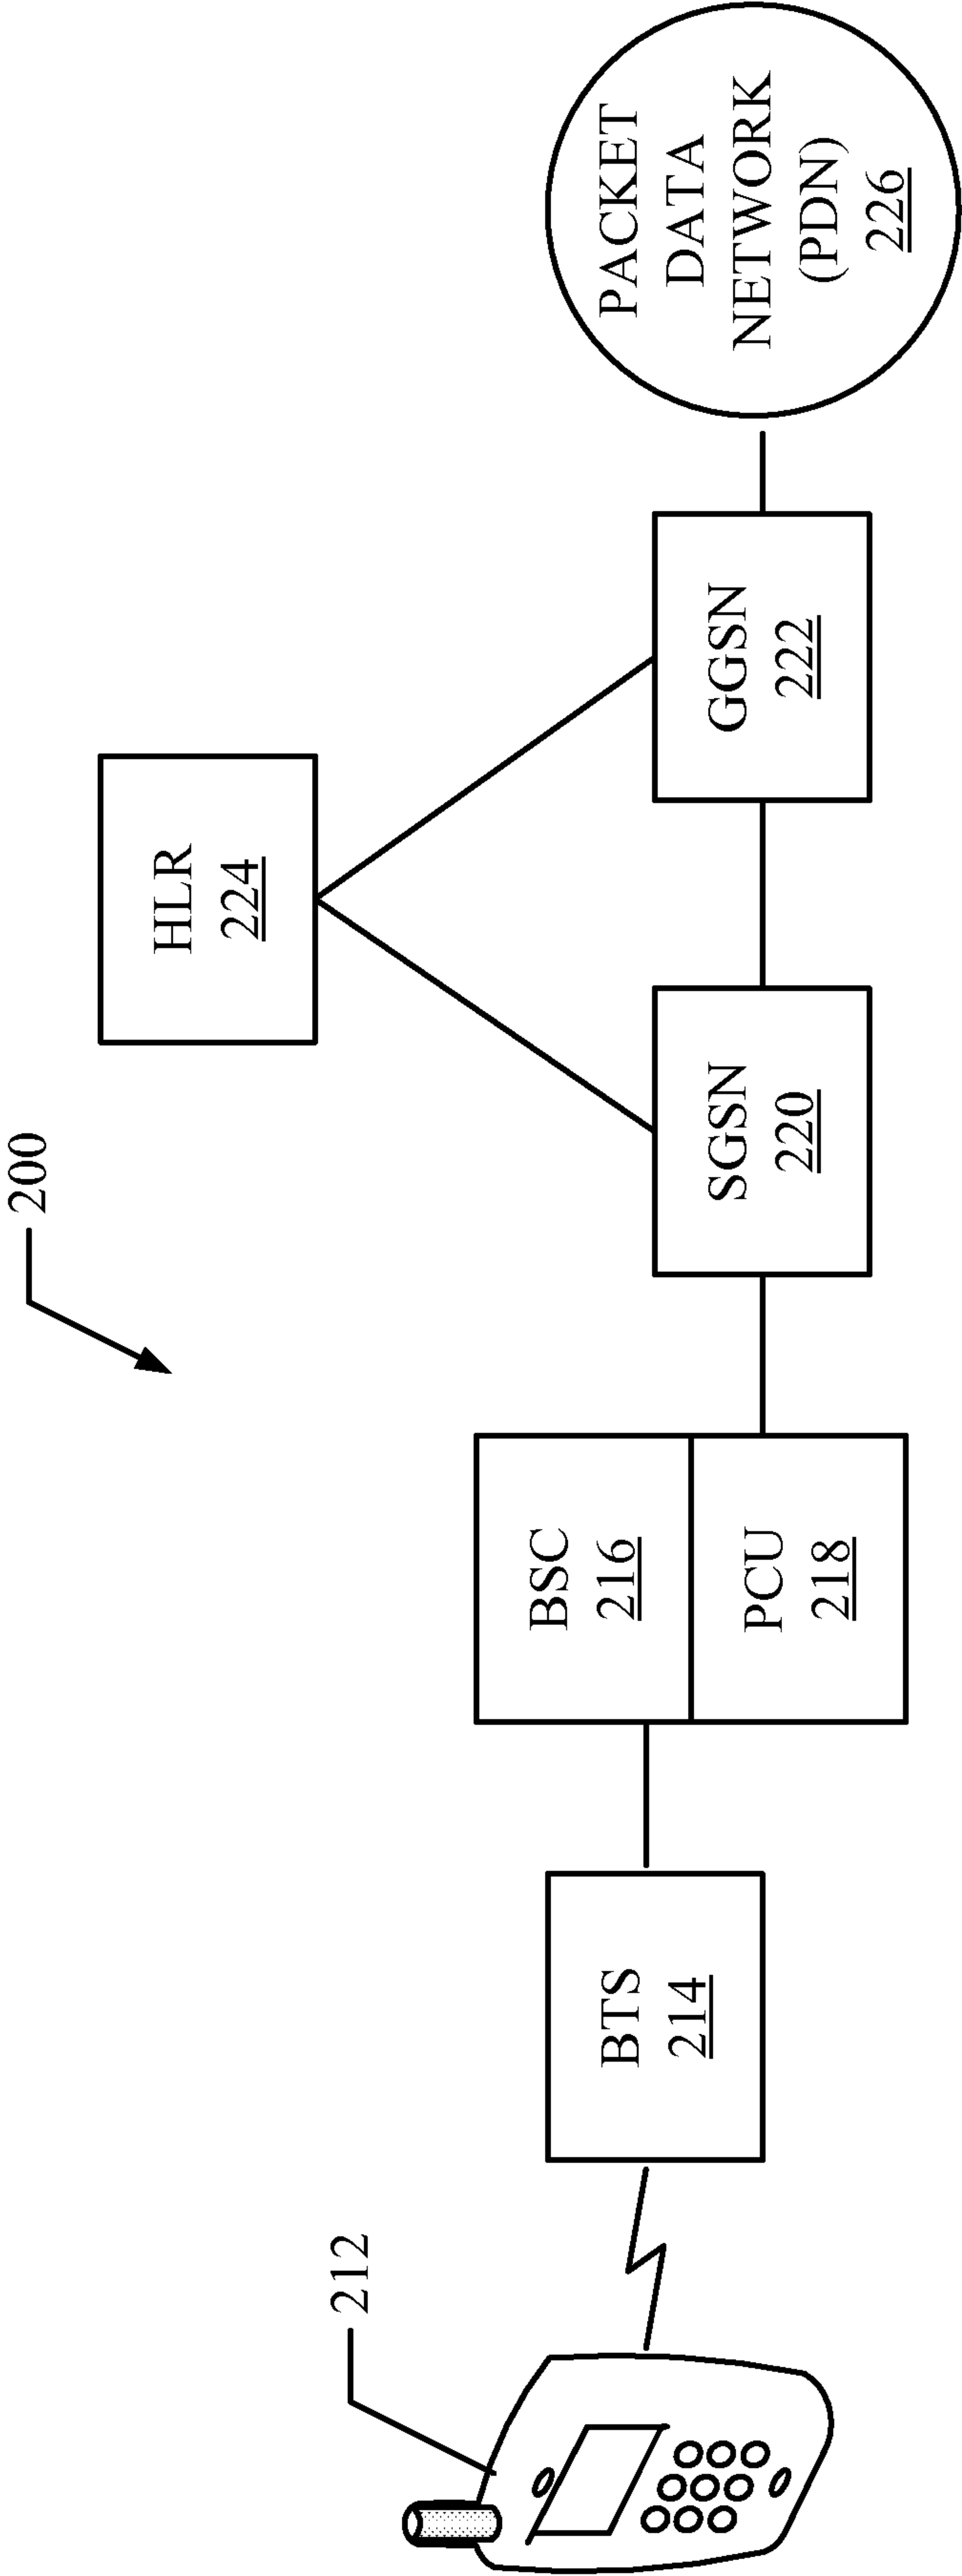 200
HLR
224
212
BTS
214
BSC
216
PCU
218
SGSN
220
GGSN
222
PACKET
DATA
NETWORK
(PDN)
226